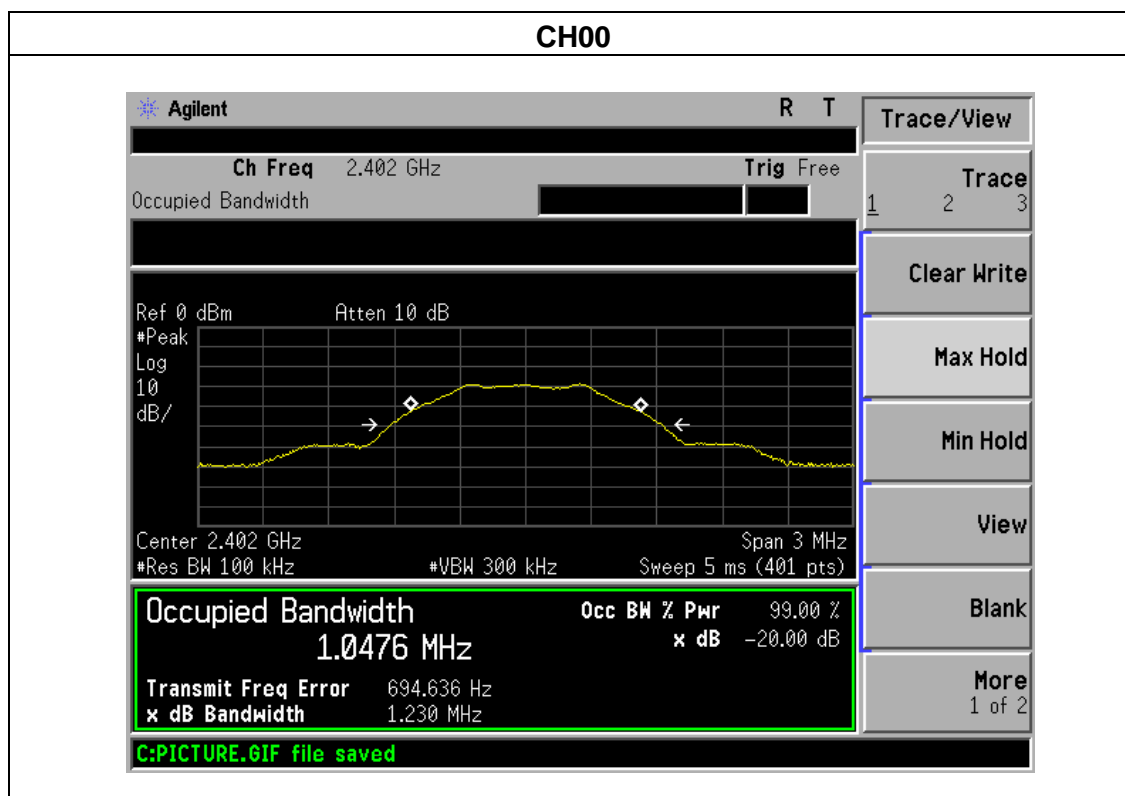 CH00
Agilent R T
Trace/View
Ch Freq 2.402 GHz Trig Free
Occupied Bandwidth
Trace
1 2 3
Clear Write
Ref 0 dBm Atten 10 dB
#Peak
Log
10
dB/
Max Hold
Min Hold
View
Center 2.402 GHz Span 3 MHz
#Res BW 100 kHz #VBW 300 kHz Sweep 5 ms (401 pts)
Occupied Bandwidth Occ BW % Pwr 99.00 %
1.0476 MHz x dB -20.00 dB
Blank
Transmit Freq Error 694.636 Hz
x dB Bandwidth 1.230 MHz
More
1 of 2
C:PICTURE.GIF file saved